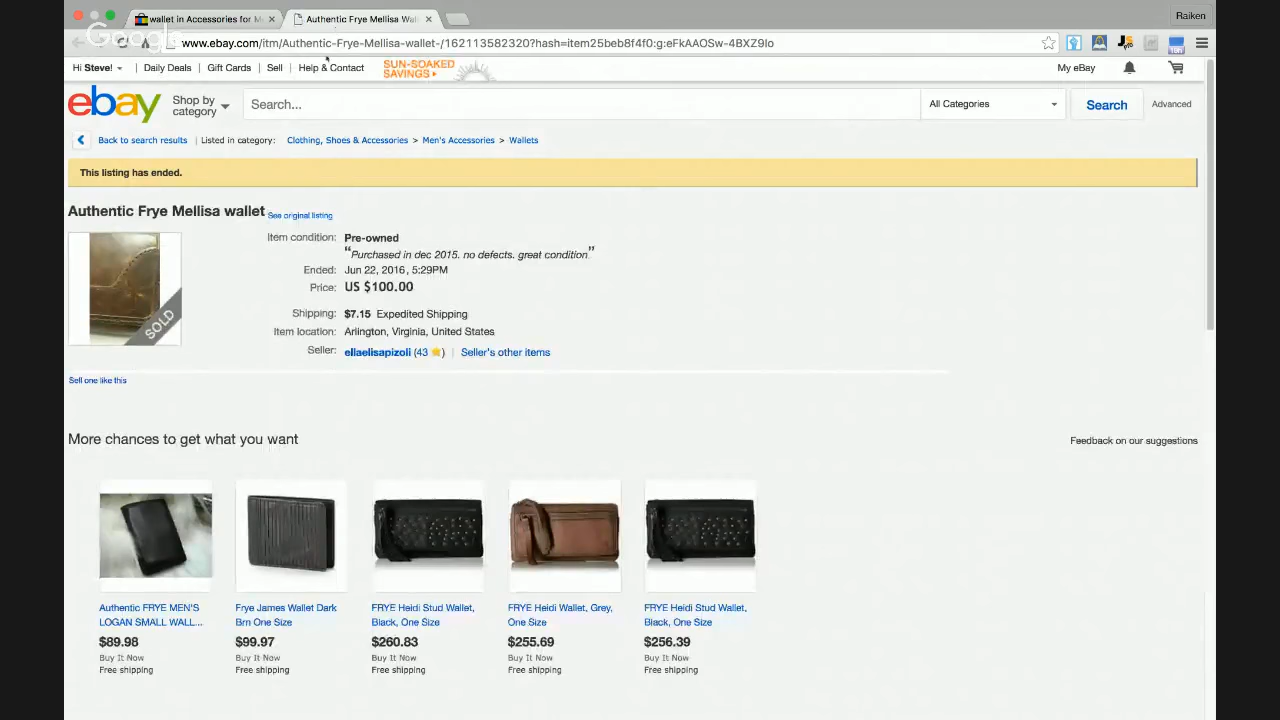 wallet in Accessories for M
Authentic Frye Mellisa Wal
Raiken
Google
www.ebay.com/itm/Authentic-Frye-Mellisa-wallet-/162113582320?hash=item25beb8f4f0:g:eFkAAOSw-4BXZ9Io
Hi Steve!
Daily Deals
Gift Cards
Sell
Help & Contact
SUN-SOAKED
SAVINGS
My eBay
ebay
Shop by
category
Search...
All Categories
Search
Advanced
Back to search results | Listed in category: Clothing, Shoes & Accessories > Men's Accessories > Wallets
This listing has ended.
Authentic Frye Mellisa wallet See original listing
Item condition: Pre-owned
“Purchased in dec 2015. no defects. great condition”
Ended: Jun 22, 2016, 5:29PM
Price: US $100.00
Shipping: $7.15 Expedited Shipping
Item location: Arlington, Virginia, United States
Seller: ellaelisapizoli (43) | Seller's other items
SOLD
Sell one like this
More chances to get what you want
Feedback on our suggestions
Authentic FRYE MEN'S
LOGAN SMALL WALL...
$89.98
Buy It Now
Free shipping
Frye James Wallet Dark
Brn One Size
$99.97
Buy It Now
Free shipping
FRYE Heidi Stud Wallet,
Black, One Size
$260.83
Buy It Now
Free shipping
FRYE Heidi Wallet, Grey,
One Size
$255.69
Buy It Now
Free shipping
FRYE Heidi Stud Wallet,
Black, One Size
$256.39
Buy It Now
Free shipping